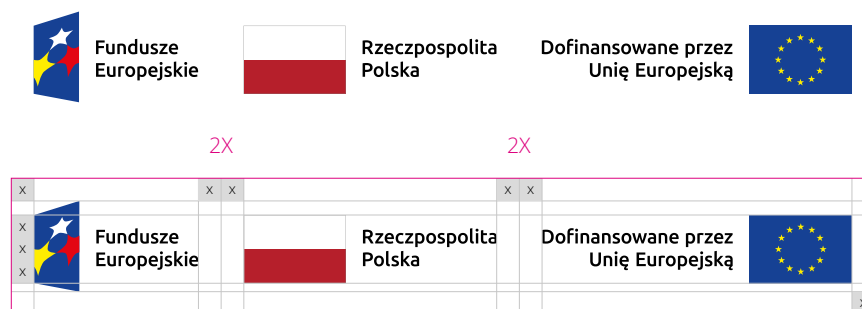 Fundusze
Europejskie
Rzeczpospolita
Polska
Dofinansowane przez
Unię Europejską
2X
2X
x
x x
x x
Fundusze
Europejskie
x
x
x
Rzeczpospolita
Polska
Dofinansowane przez
Unię Europejską